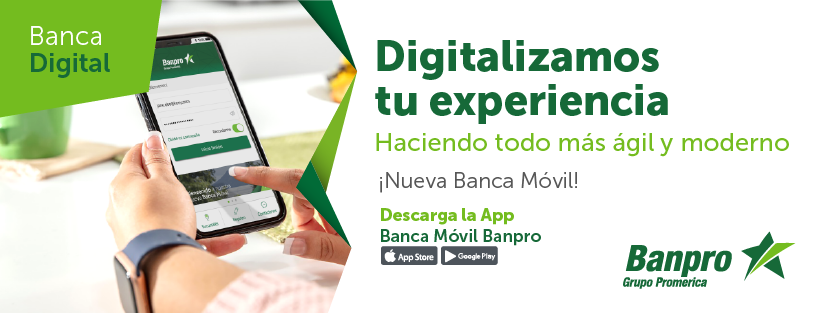 Banca
Digital
Banpro
Digitalizamos
tu experiencia
Haciendo todo más ágil y moderno
¡Nueva Banca Móvil!
Descarga la App
Banca Móvil Banpro
App Store
Google Play
Banpro
Grupo Promerica